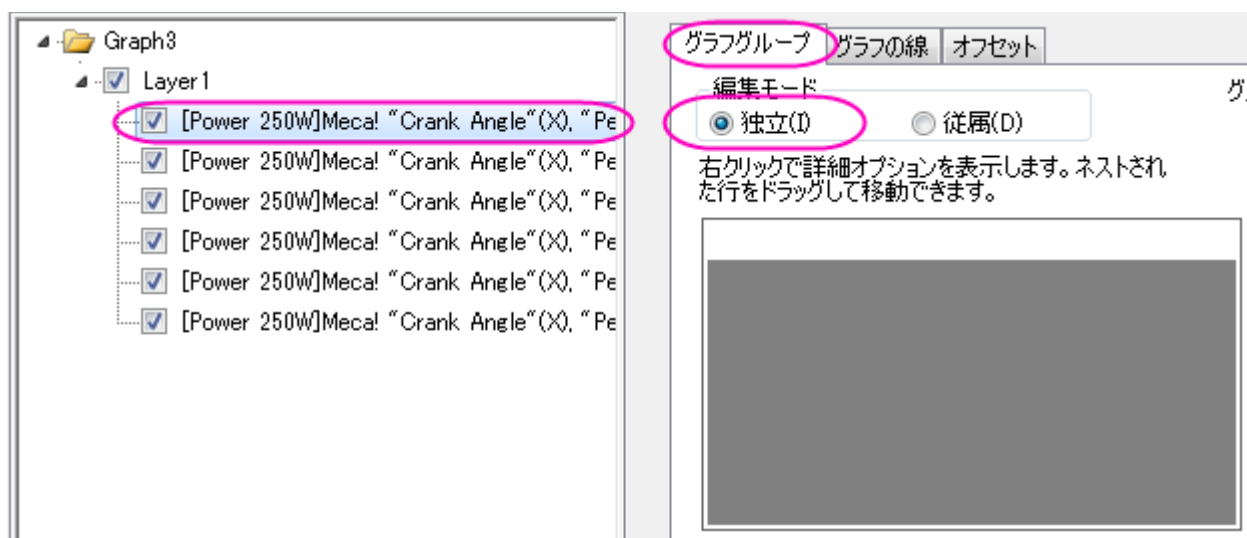 Graph3
Layer1
[Power 250W]Meca! "Crank Angle"(X), "Pe
[Power 250W]Meca! "Crank Angle"(X), "Pe
[Power 250W]Meca! "Crank Angle"(X), "Pe
[Power 250W]Meca! "Crank Angle"(X), "Pe
[Power 250W]Meca! "Crank Angle"(X), "Pe
[Power 250W]Meca! "Crank Angle"(X), "Pe
グラフグループ グラフの線 オフセット
編集モード グ
独立(I) 従属(D)
右クリックで詳細オプションを表示します。ネストされ
た行をドラッグして移動できます。